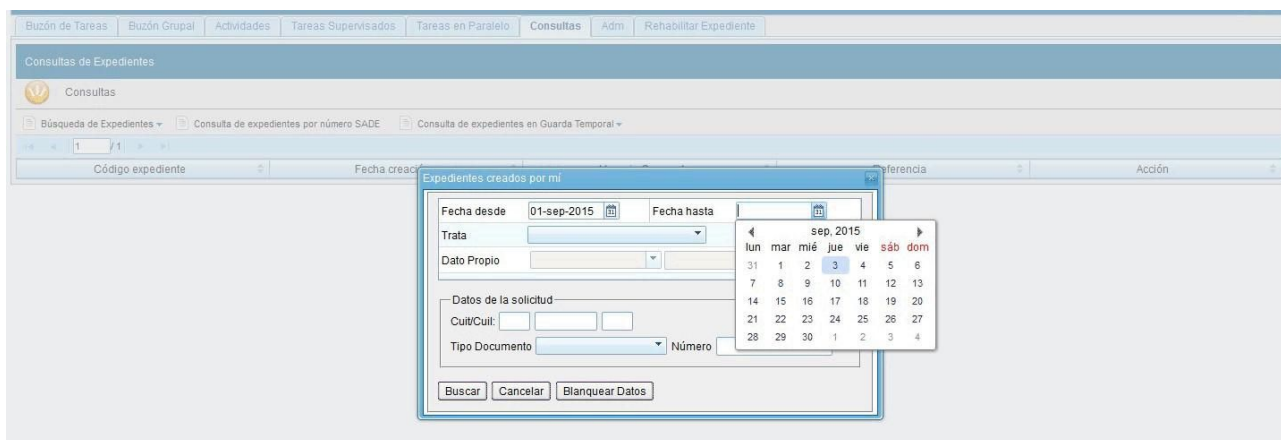 Buzón de Tareas Buzón Grupal Actividades Tareas Supervisados Tareas en Paralelo Consultas Adm Rehabilitar Expediente
Consultas de Expedientes
Consultas
Búsqueda de Expedientes Consulta de expedientes por número SADE Consulta de expedientes en Guarda Temporal
1 / 1
Código expediente Fecha creaci Referencia Acción
Expedientes creados por mí
Fecha desde 01-sep-2015 Fecha hasta
Trata
Dato Propio
sep, 2015
lun mar mié jue vie sáb dom
31 1 2 3 4 5 6
7 8 9 10 11 12 13
14 15 16 17 18 19 20
21 22 23 24 25 26 27
28 29 30 1 2 3 4
Datos de la solicitud
Cuit/Cuil:
Tipo Documento Número
Buscar Cancelar Blanquear Datos